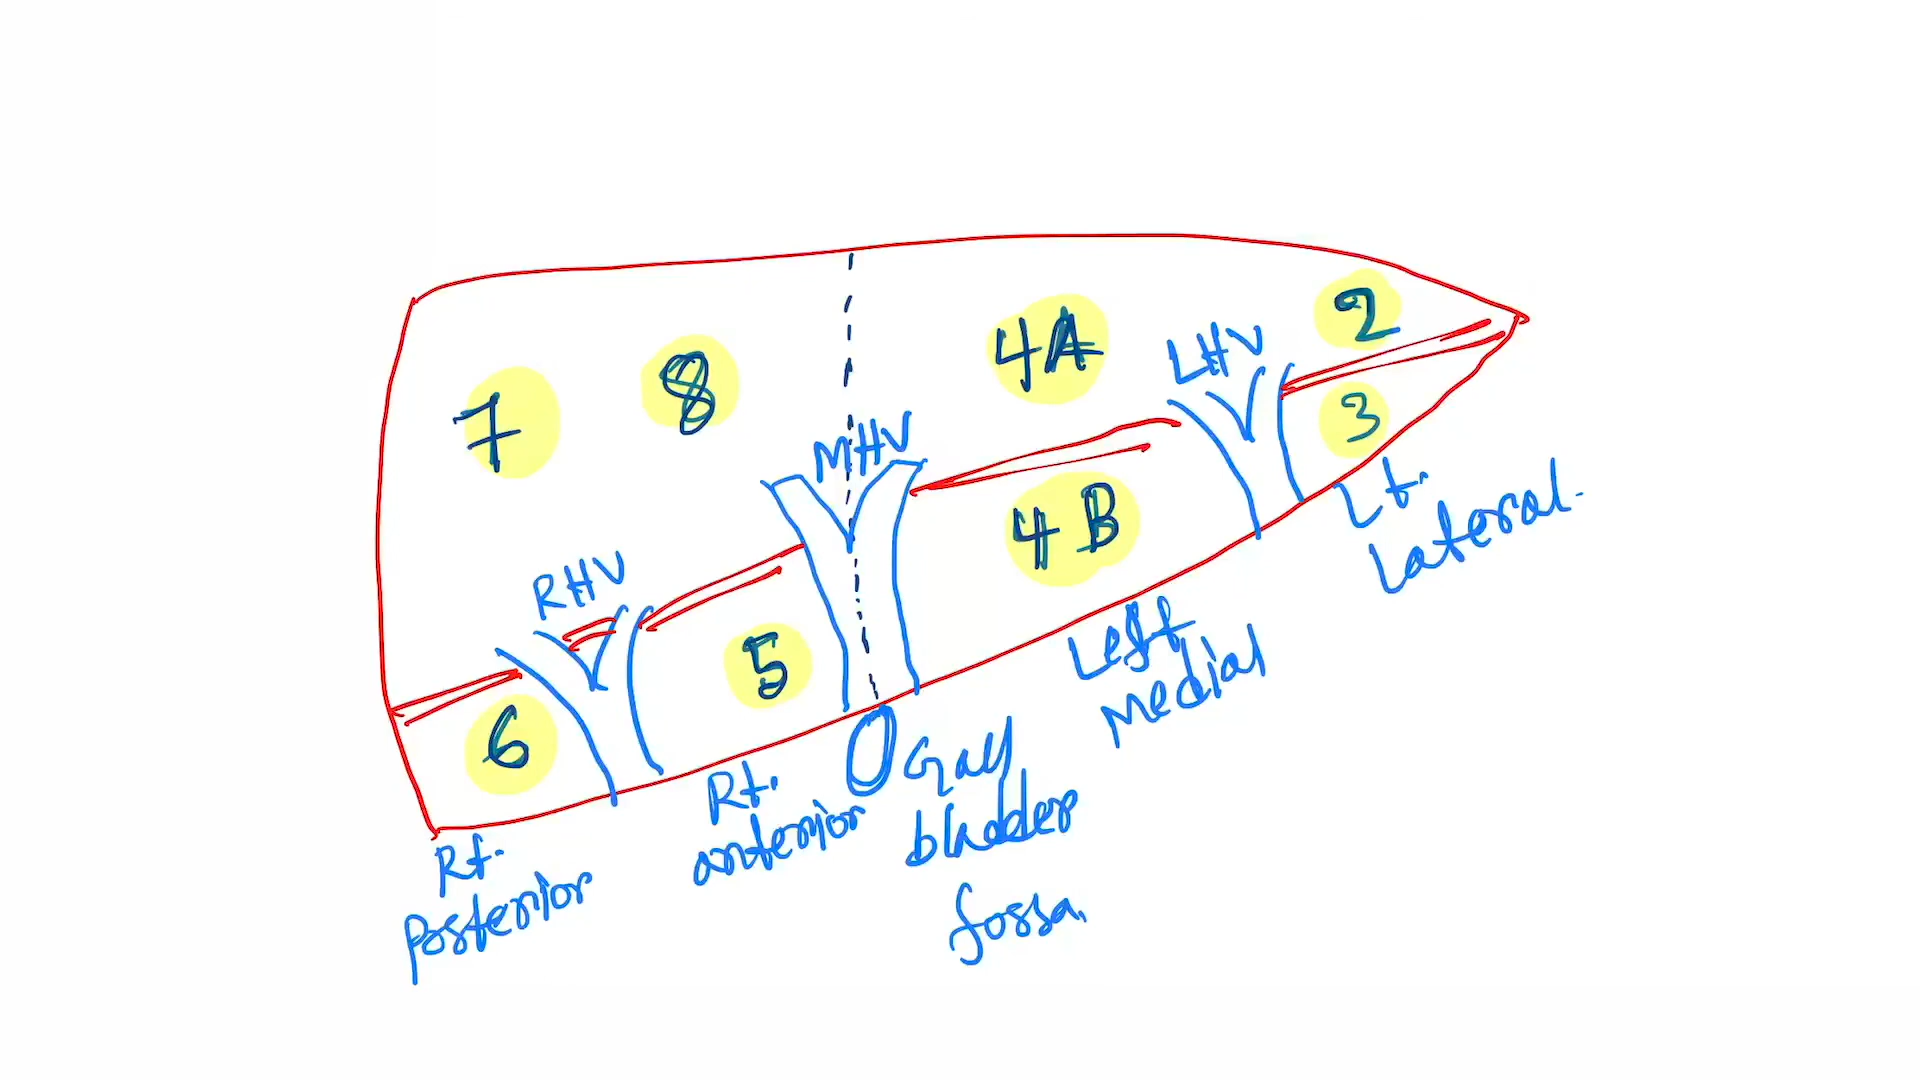 2
4A
LHV
8
3
7
MHV
4 B
Lt.
Lateral.
RHV
5
Left
Medial
6
Rt.
anterior
Gall
bladder
fossa.
Rt.
Posterior